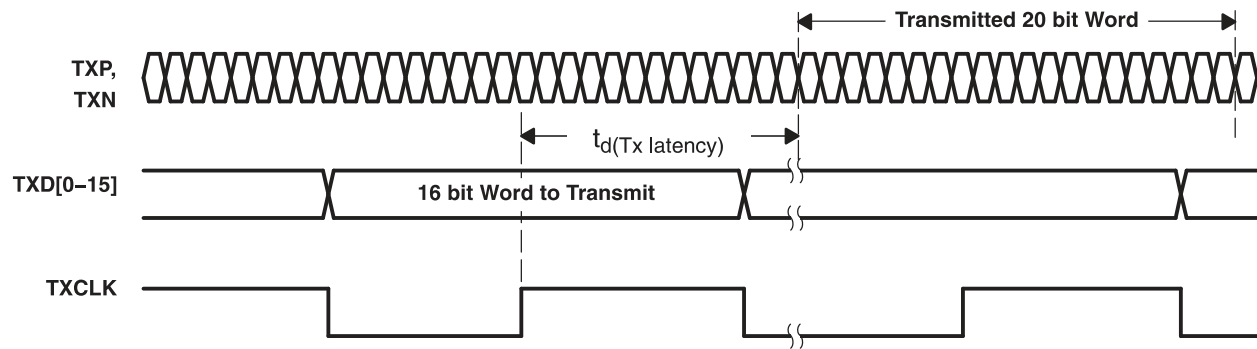 Transmitted 20 bit Word
TXP,
TXN
td(Tx latency)
TXD[0–15]
16 bit Word to Transmit
TXCLK